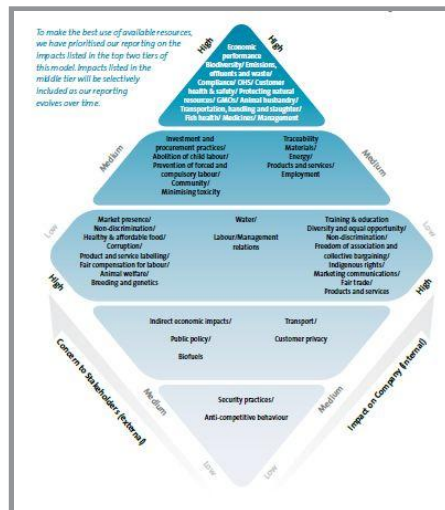 To make the best use of available resources,
we have prioritised our reporting on the
impacts listed in the top two tiers of
this model. Impacts listed in the
middle tier will be selectively
included as our reporting
evolves over time.
High
High
Economic
performance
Biodiversity/ Emissions,
effluents and waste/
Compliance/ OHS/ Customer
health & safety/ Protecting natural
resources/ GMOs/ Animal husbandry/
Transportation, handling and slaughter/
Fish health/ Medicines/ Management
Medium
Investment and
procurement practices/
Abolition of child labour/
Prevention of forced and
compulsory labour/
Community/
Minimising toxicity
Traceability
Materials/
Energy/
Products and services/
Employment
Medium
Low
Market presence/
Non-discrimination/
Healthy & affordable food/
Corruption/
Product and service labelling/
Fair compensation for labour/
Animal welfare/
Breeding and genetics
Water/
Labour/Management
relations
Training & education
Diversity and equal opportunity/
Non-discrimination/
Freedom of association and
collective bargaining/
Indigenous rights/
Marketing communications/
Fair trade/
Products and services
Low
High
High
Indirect economic impacts/
Public policy/
Biofuels
Transport/
Customer privacy
Concern to Stakeholders (external)
Impact on Company (Internal)
Medium
Security practices/
Anti-competitive behaviour
Medium
Low
Low